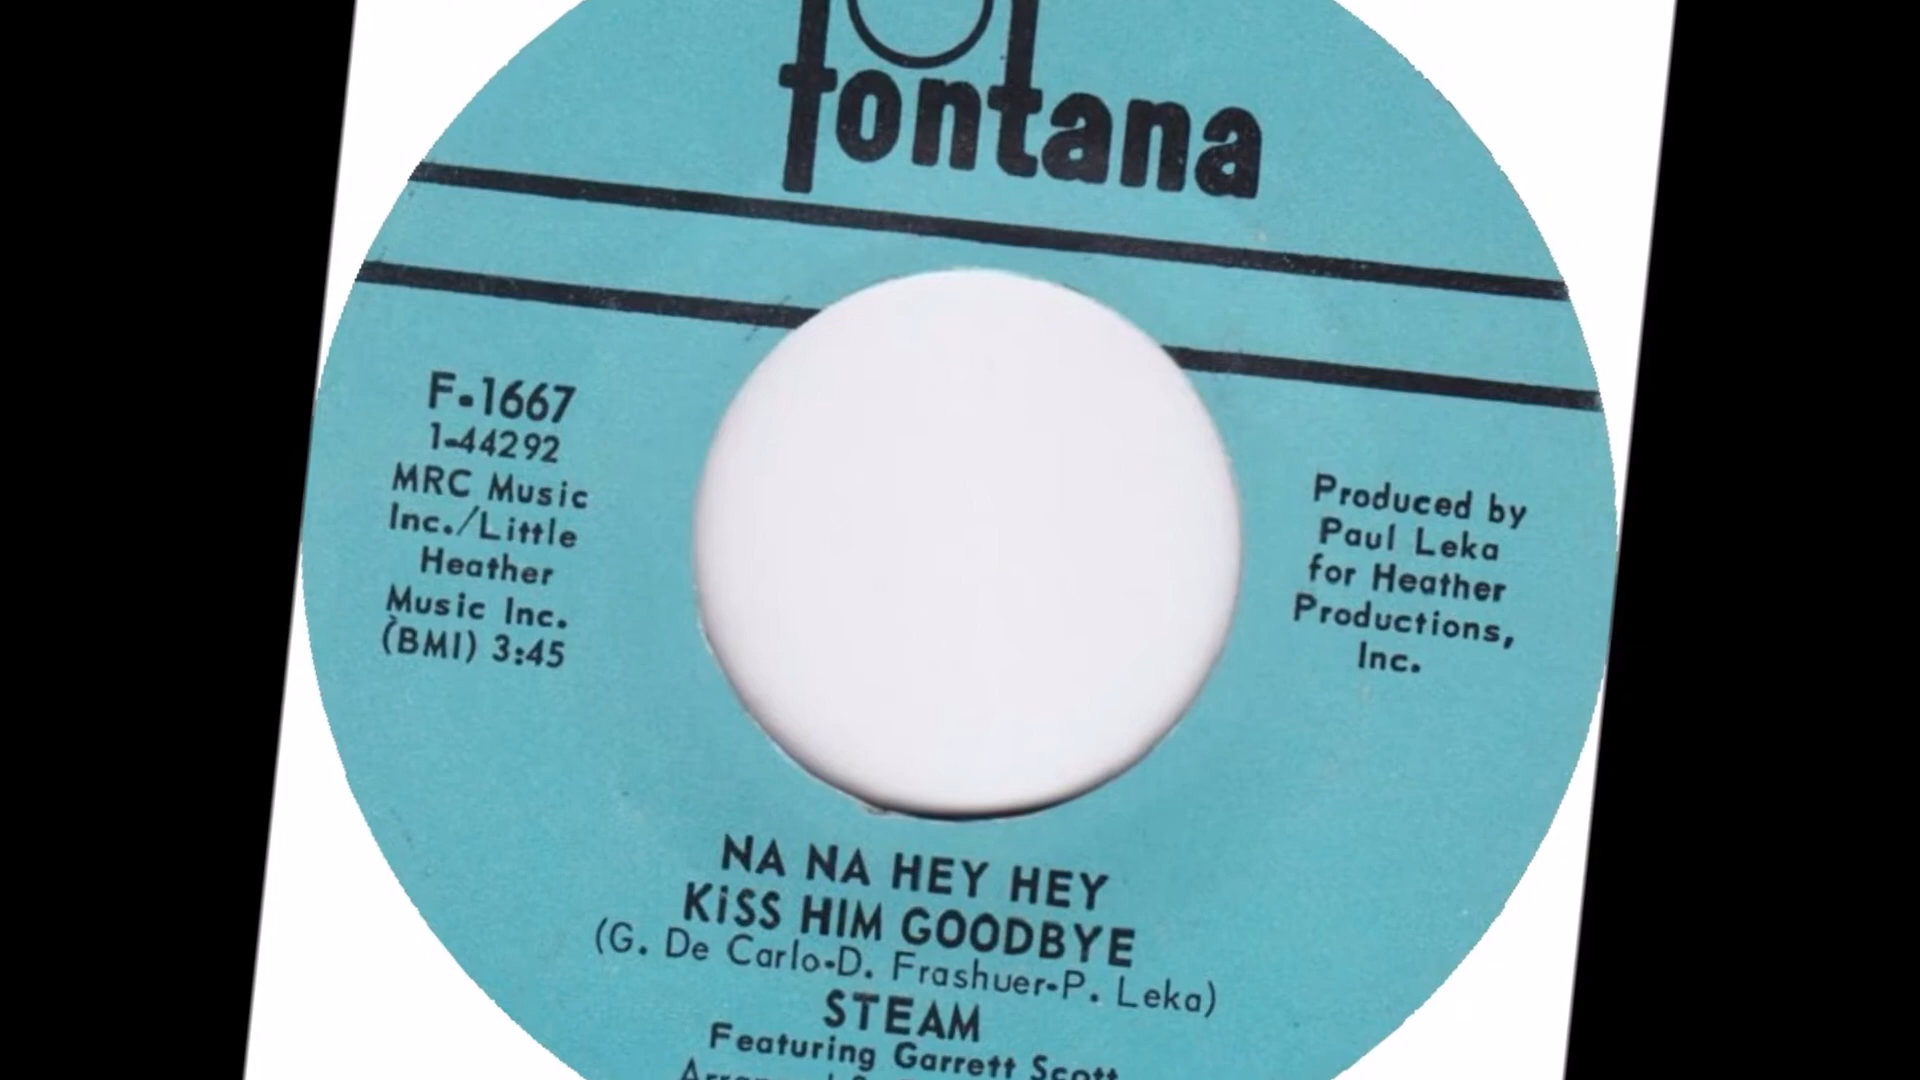 fontana
F-1667
1-44292
MRC Music
Inc./Little
Heather
Music Inc.
(BMI) 3:45
Produced by
Paul Leka
for Heather
Productions,
Inc.
NA NA HEY HEY
KiSS HIM GOODBYE
(G. De Carlo-D. Frashuer-P. Leka)
STEAM
Featuring Garrett Scott